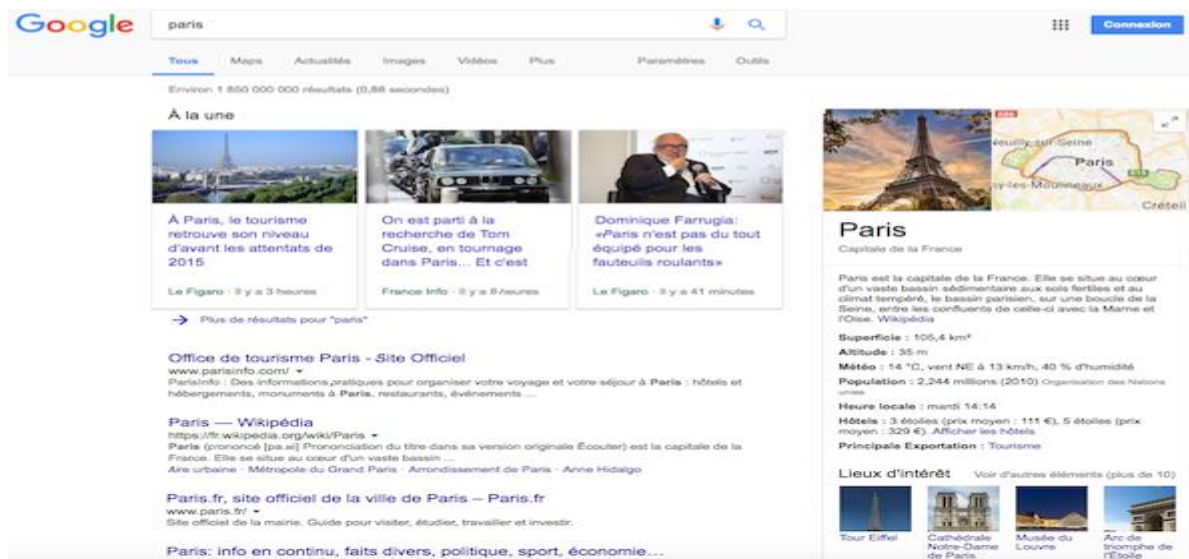 Google
paris
Connexion
Tous Maps Actualités Images Vidéos Plus Paramètres Outils
Environ 1 850 000 000 résultats (0,88 secondes)
À la une
À Paris, le tourisme
retrouve son niveau
d'avant les attentats de
2015
Le Figaro · Il y a 3 heures
On est parti à la
recherche de Tom
Cruise, en tournage
dans Paris... Et c'est
France Info · Il y a 6 heures
Dominique Farrugia:
«Paris n'est pas du tout
équipé pour les
fauteuils roulants»
Le Figaro · Il y a 41 minutes
Plus de résultats pour "paris"
Office de tourisme Paris - Site Officiel
www.parisinfo.com/
ParisInfo : Des informations pratiques pour organiser votre voyage et votre séjour à Paris : hôtels et
hébergements, monuments à Paris, restaurants, événements ...
Paris — Wikipédia
https://fr.wikipedia.org/wiki/Paris
Paris (prononcé [pa.ʁi] Prononciation du titre dans sa version originale Écouter) est la capitale de la
France. Elle se situe au cœur d'un vaste bassin ...
Aire urbaine · Métropole du Grand Paris · Arrondissement de Paris · Anne Hidalgo
Paris.fr, site officiel de la ville de Paris – Paris.fr
www.paris.fr/
Site officiel de la mairie. Guide pour visiter, étudier, travailler et investir.
Paris: info en continu, faits divers, politique, sport, économie...
Neuilly-sur-Seine
Paris
sy-les-Moulineaux
Créteil
Paris
Capitale de la France
Paris est la capitale de la France. Elle se situe au cœur
d'un vaste bassin sédimentaire aux sols fertiles et au
climat tempéré, le bassin parisien, sur une boucle de la
Seine, entre les confluents de celle-ci avec la Marne et
l'Oise. Wikipédia
Superficie : 105,4 km²
Altitude : 35 m
Météo : 14 °C, vent NE à 13 km/h, 40 % d'humidité
Population : 2,244 millions (2010) Organisation des Nations
unies
Heure locale : mardi 14:14
Hôtels : 3 étoiles (prix moyen : 111 €), 5 étoiles (prix
moyen : 329 €). Afficher les hôtels
Principale Exportation : Tourisme
Lieux d'intérêt Voir d'autres éléments (plus de 10)
Tour Eiffel
Cathédrale
Notre-Dame
de Paris
Musée du
Louvre
Arc de
triomphe de
l'Étoile